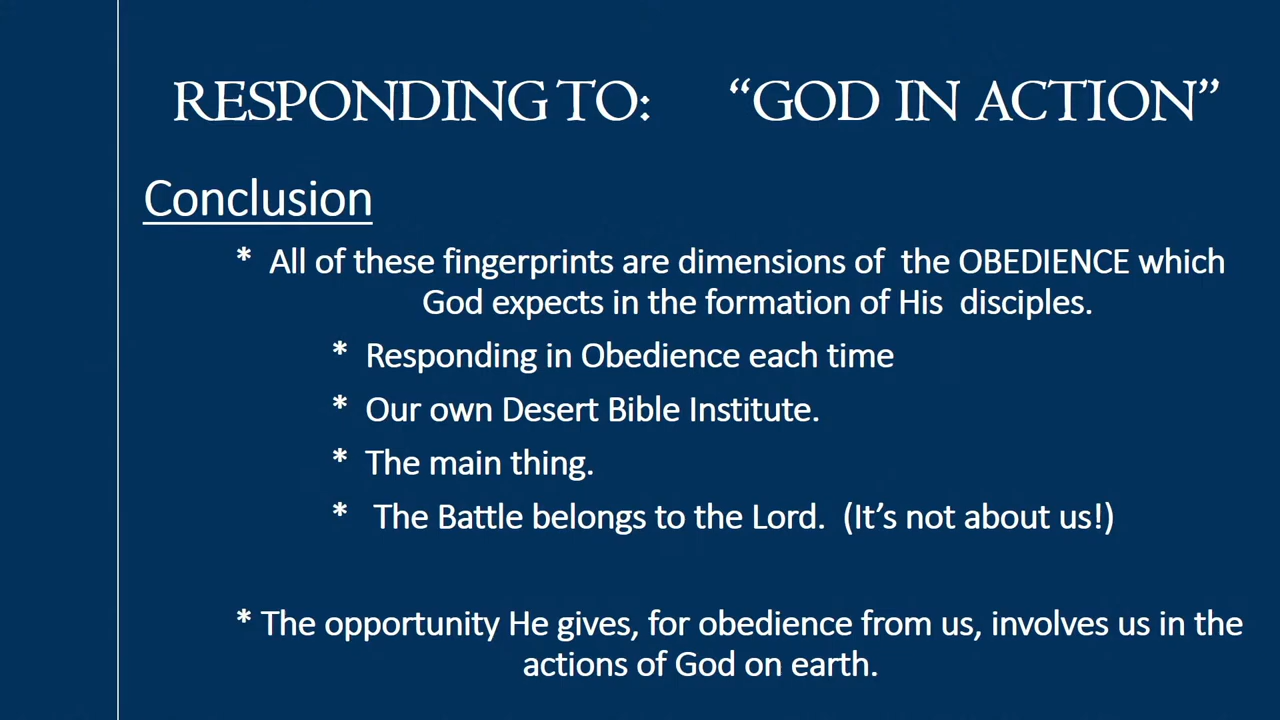 RESPONDING TO: “GOD IN ACTION”
Conclusion
* All of these fingerprints are dimensions of the OBEDIENCE which
God expects in the formation of His disciples.
* Responding in Obedience each time
* Our own Desert Bible Institute.
* The main thing.
* The Battle belongs to the Lord. (It’s not about us!)
* The opportunity He gives, for obedience from us, involves us in the
actions of God on earth.